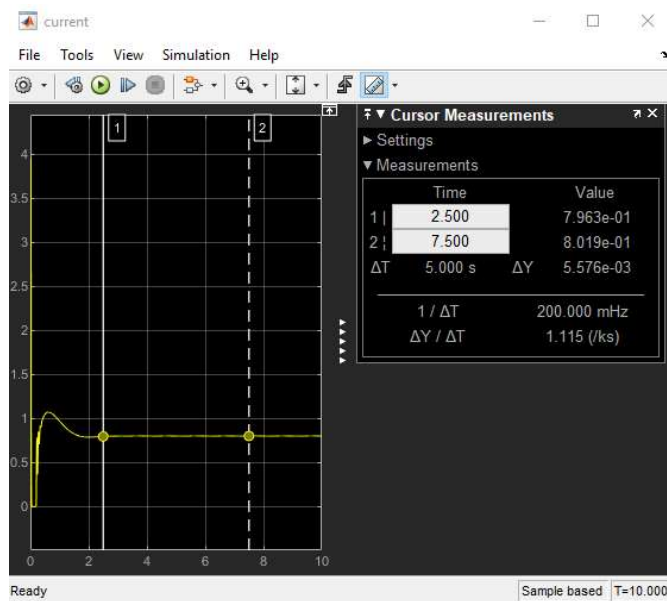 current
File Tools View Simulation Help
1 2
Cursor Measurements
Settings
Measurements
Time Value
1 | 2.500 7.963e-01
2 ¦ 7.500 8.019e-01
ΔT 5.000 s ΔY 5.576e-03
1 / ΔT 200.000 mHz
ΔY / ΔT 1.115 (/ks)
4
3.5
3
2.5
2
1.5
1
0.5
0
0 2 4 6 8 10
Ready Sample based T=10.000